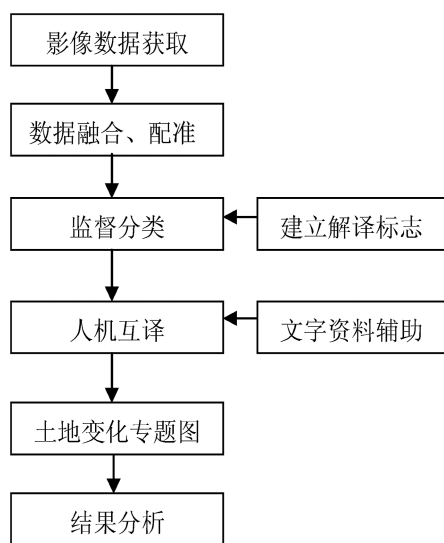 影像数据获取
数据融合、配准
监督分类
建立解译标志
人机互译
文字资料辅助
土地变化专题图
结果分析